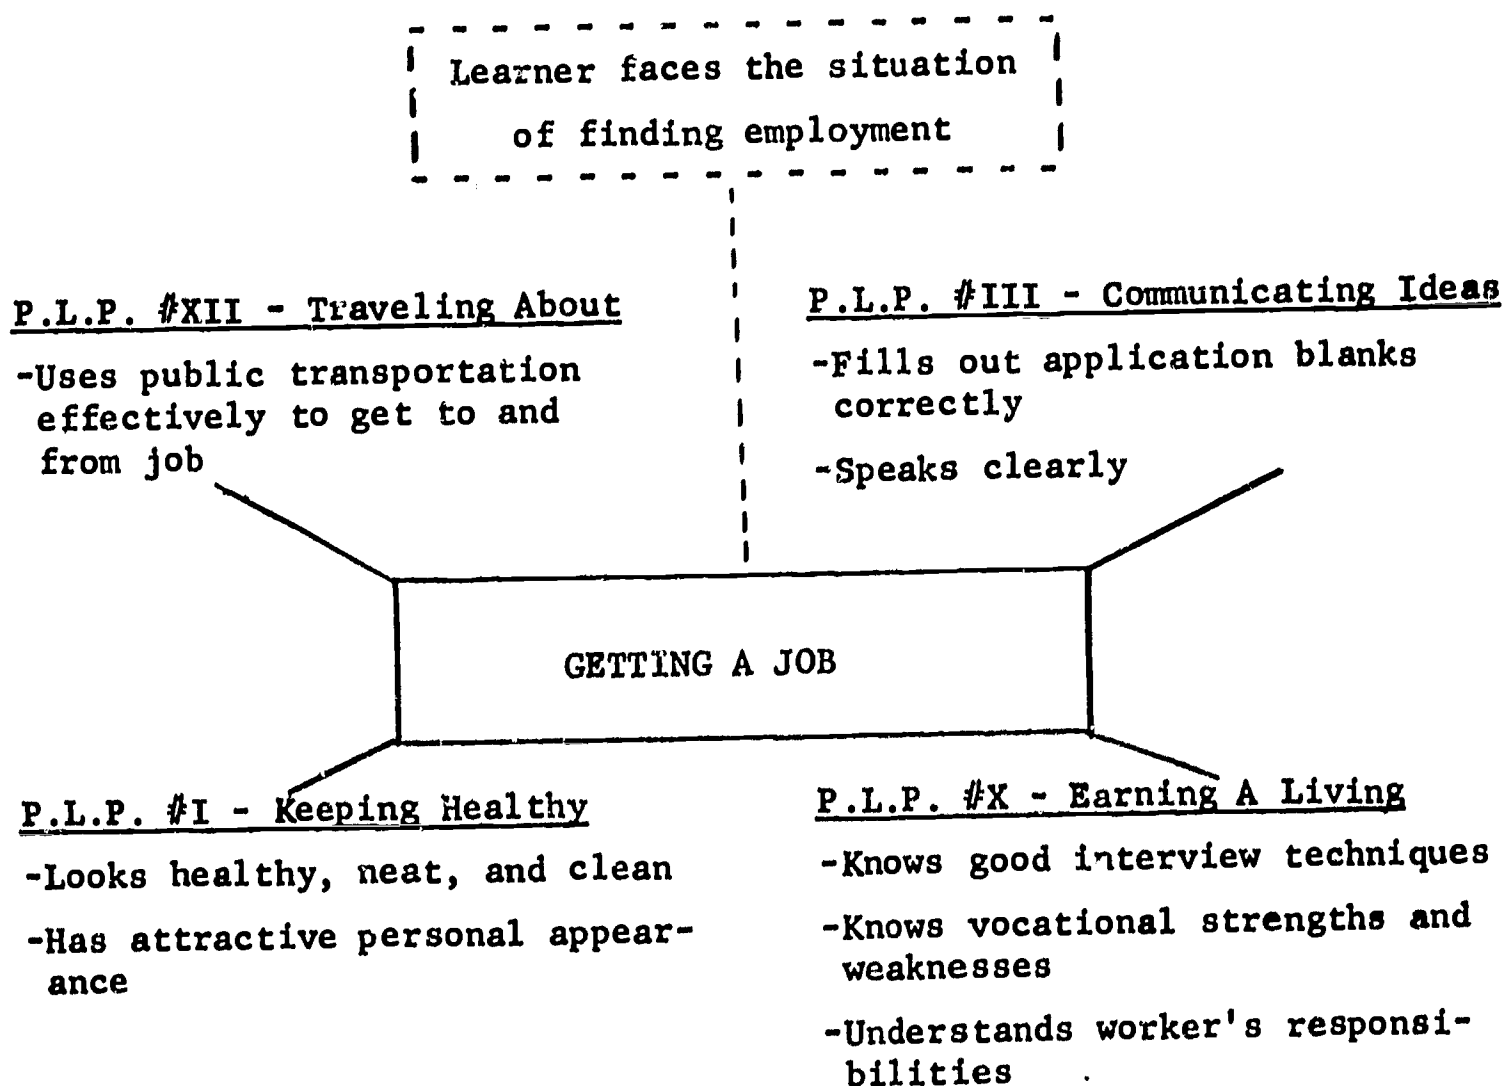 Learner faces the situation
of finding employment
P.L.P. #XII - Traveling About
-Uses public transportation
effectively to get to and
from job
P.L.P. #III - Communicating Ideas
-Fills out application blanks
correctly
-Speaks clearly
GETTING A JOB
P.L.P. #I - Keeping Healthy
-Looks healthy, neat, and clean
-Has attractive personal appear-
ance
P.L.P. #X - Earning A Living
-Knows good interview techniques
-Knows vocational strengths and
weaknesses
-Understands worker's responsi-
bilities